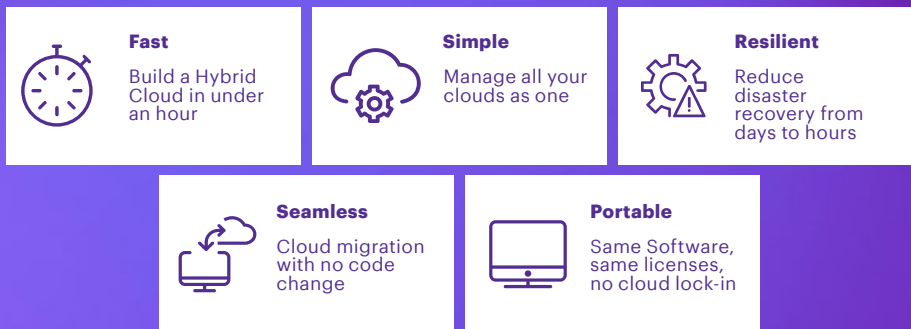 Fast
Build a Hybrid
Cloud in under
an hour
Simple
Manage all your
clouds as one
Resilient
Reduce
disaster
recovery from
days to hours
Seamless
Cloud migration
with no code
change
Portable
Same Software,
same licenses,
no cloud lock-in